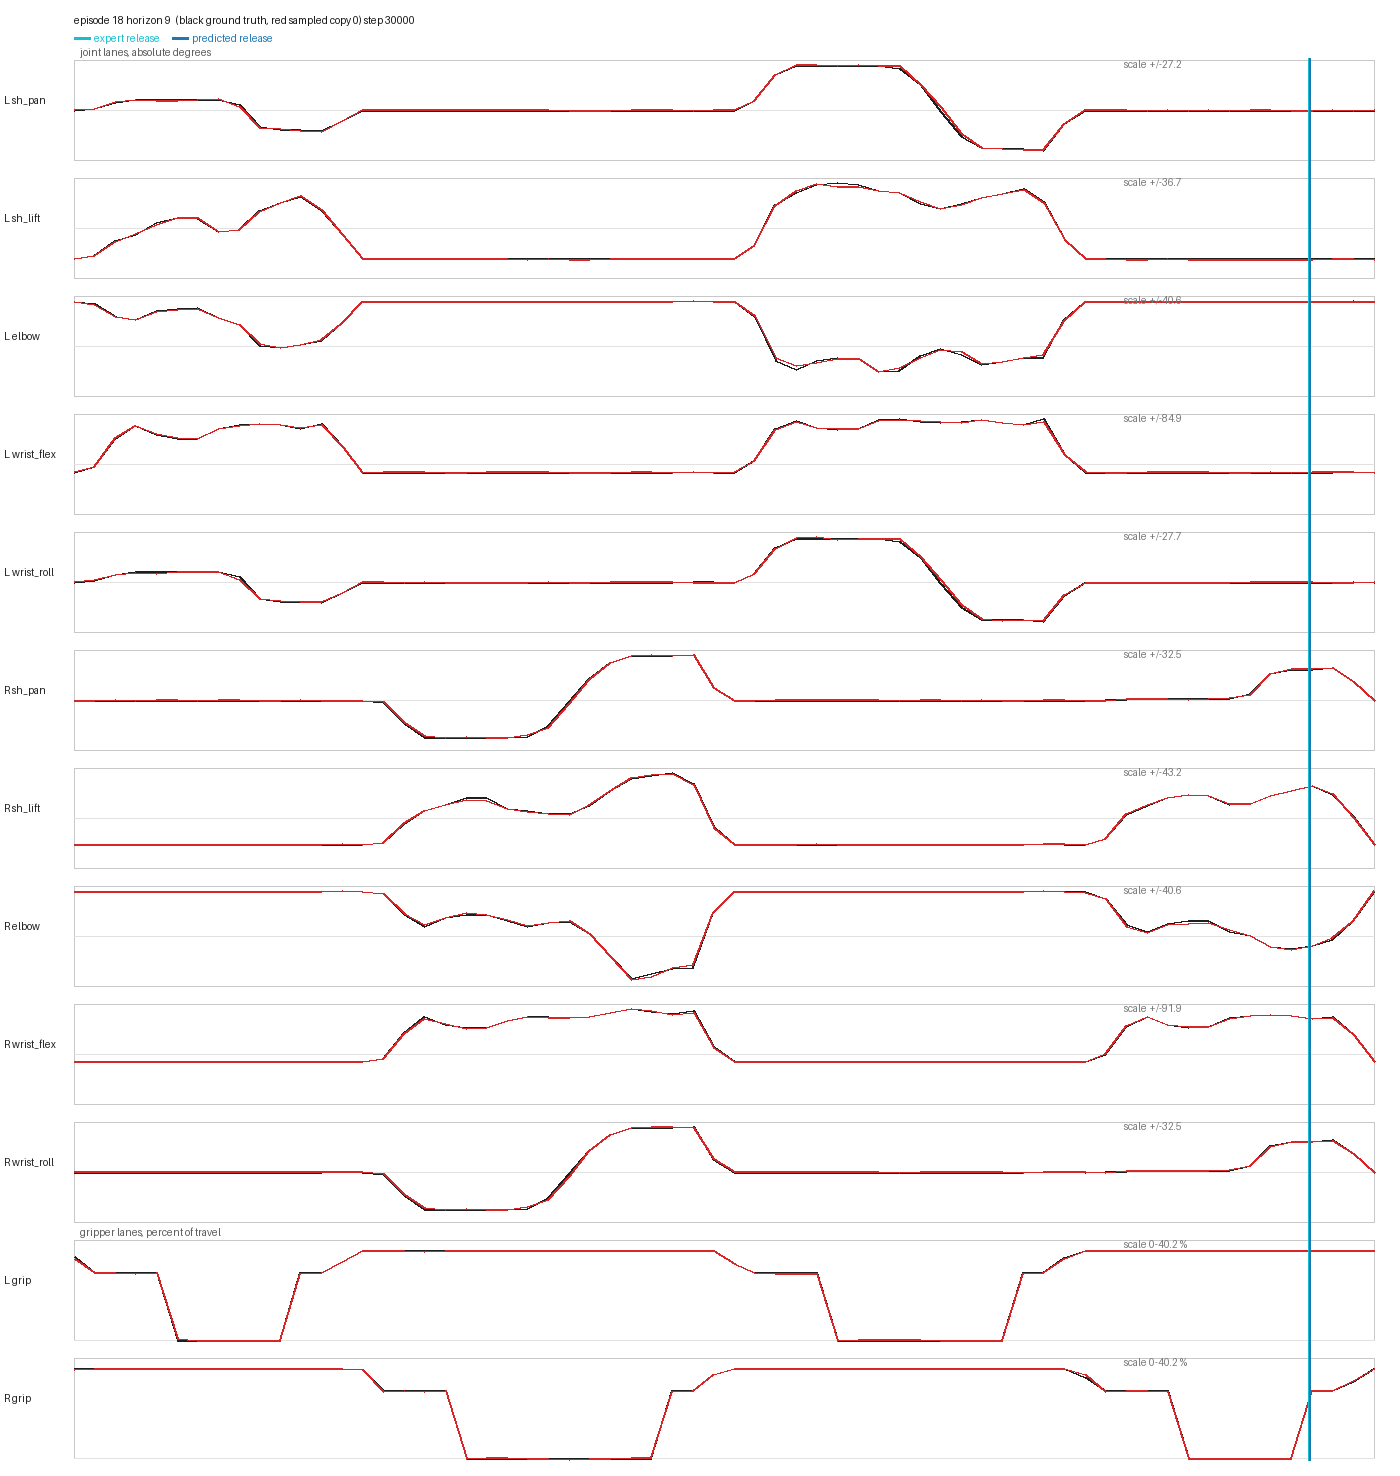 episode 18 horizon 9 (black ground truth, red sampled copy 0) step 30000
expert release predicted release
joint lanes, absolute degrees
L sh_pan scale +/-27.2
L sh_lift scale +/-36.7
L elbow scale +/-40.6
L wrist_flex scale +/-84.9
L wrist_roll scale +/-27.7
R sh_pan scale +/-32.5
R sh_lift scale +/-43.2
R elbow scale +/-40.6
R wrist_flex scale +/-91.9
R wrist_roll scale +/-32.5
gripper lanes, percent of travel
L grip scale 0-40.2 %
R grip scale 0-40.2 %